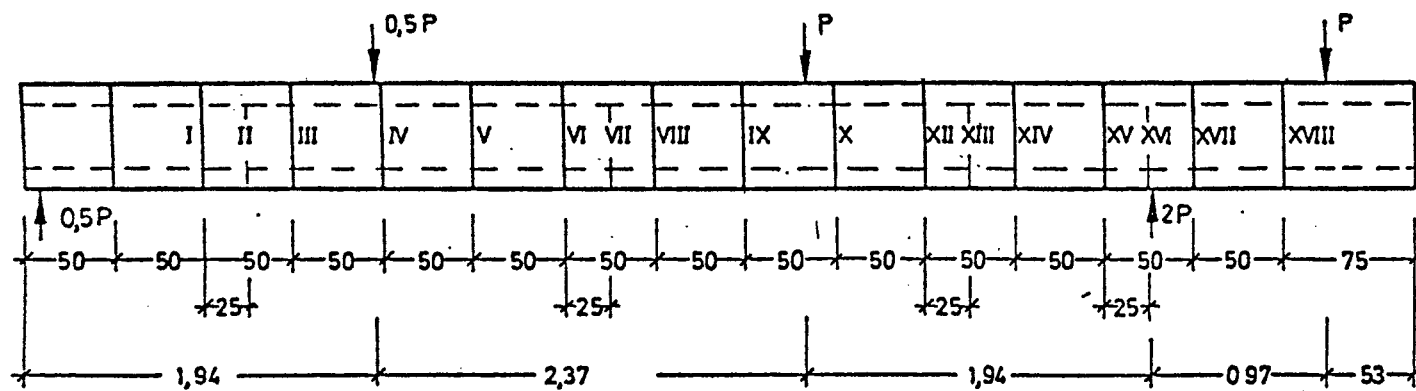 0,5P P P
I II III IV V VI VII VIII IX X XII XIII XIV XV XVI XVII XVIII
0,5P 2P
50 50 50 50 50 50 50 50 50 50 50 50 50 50 75
25 25 25 25
1,94 2,37 1,94 0 97 53